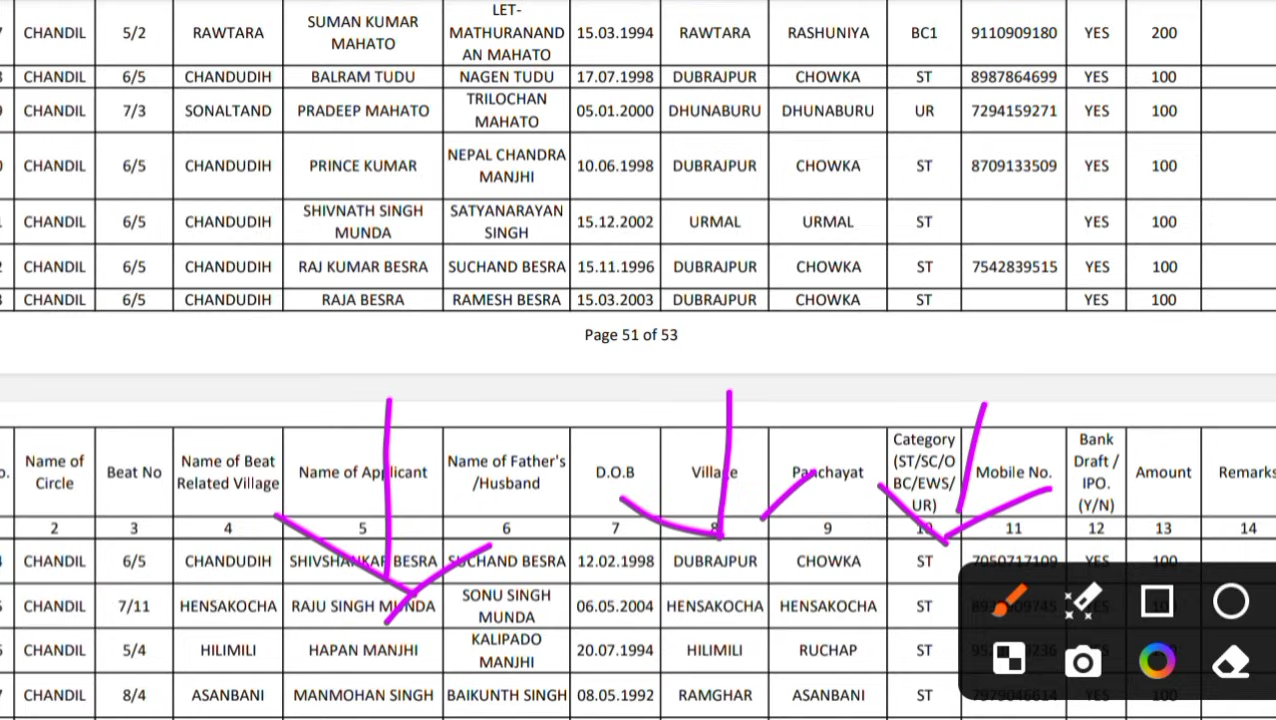 LET-
CHANDIL 5/2 RAWTARA SUMAN KUMAR MAHATO MATHURANAND AN MAHATO 15.03.1994 RAWTARA RASHUNIYA BC1 9110909180 YES 200
CHANDIL 6/5 CHANDUDIH BALRAM TUDU NAGEN TUDU 17.07.1998 DUBRAJPUR CHOWKA ST 8987864699 YES 100
CHANDIL 7/3 SONALTAND PRADEEP MAHATO TRILOCHAN MAHATO 05.01.2000 DHUNABURU DHUNABURU UR 7294159271 YES 100
CHANDIL 6/5 CHANDUDIH PRINCE KUMAR NEPAL CHANDRA MANJHI 10.06.1998 DUBRAJPUR CHOWKA ST 8709133509 YES 100
CHANDIL 6/5 CHANDUDIH SHIVNATH SINGH MUNDA SATYANARAYAN SINGH 15.12.2002 URMAL URMAL ST YES 100
CHANDIL 6/5 CHANDUDIH RAJ KUMAR BESRA SUCHAND BESRA 15.11.1996 DUBRAJPUR CHOWKA ST 7542839515 YES 100
CHANDIL 6/5 CHANDUDIH RAJA BESRA RAMESH BESRA 15.03.2003 DUBRAJPUR CHOWKA ST YES 100
Page 51 of 53
Name of Circle Beat No Name of Beat Related Village Name of Applicant Name of Father's /Husband D.O.B Village Panchayat Category (ST/SC/O BC/EWS/ UR) Mobile No. Bank Draft / IPO. (Y/N) Amount Remarks
2 3 4 5 6 7 8 9 10 11 12 13 14
CHANDIL 6/5 CHANDUDIH SHIVSHANKAR BESRA SUCHAND BESRA 12.02.1998 DUBRAJPUR CHOWKA ST 7050717109 YES 100
CHANDIL 7/11 HENSAKOCHA RAJU SINGH MUNDA SONU SINGH MUNDA 06.05.2004 HENSAKOCHA HENSAKOCHA ST
CHANDIL 5/4 HILIMILI HAPAN MANJHI KALIPADO MANJHI 20.07.1994 HILIMILI RUCHAP ST
CHANDIL 8/4 ASANBANI MANMOHAN SINGH BAIKUNTH SINGH 08.05.1992 RAMGHAR ASANBANI ST 7929046614 YES 100